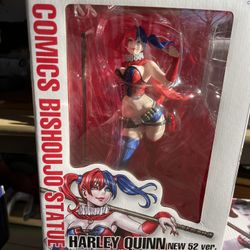 COMICS BISHOUJO STATUE
HARLEY QUINN NEW 52 ver.